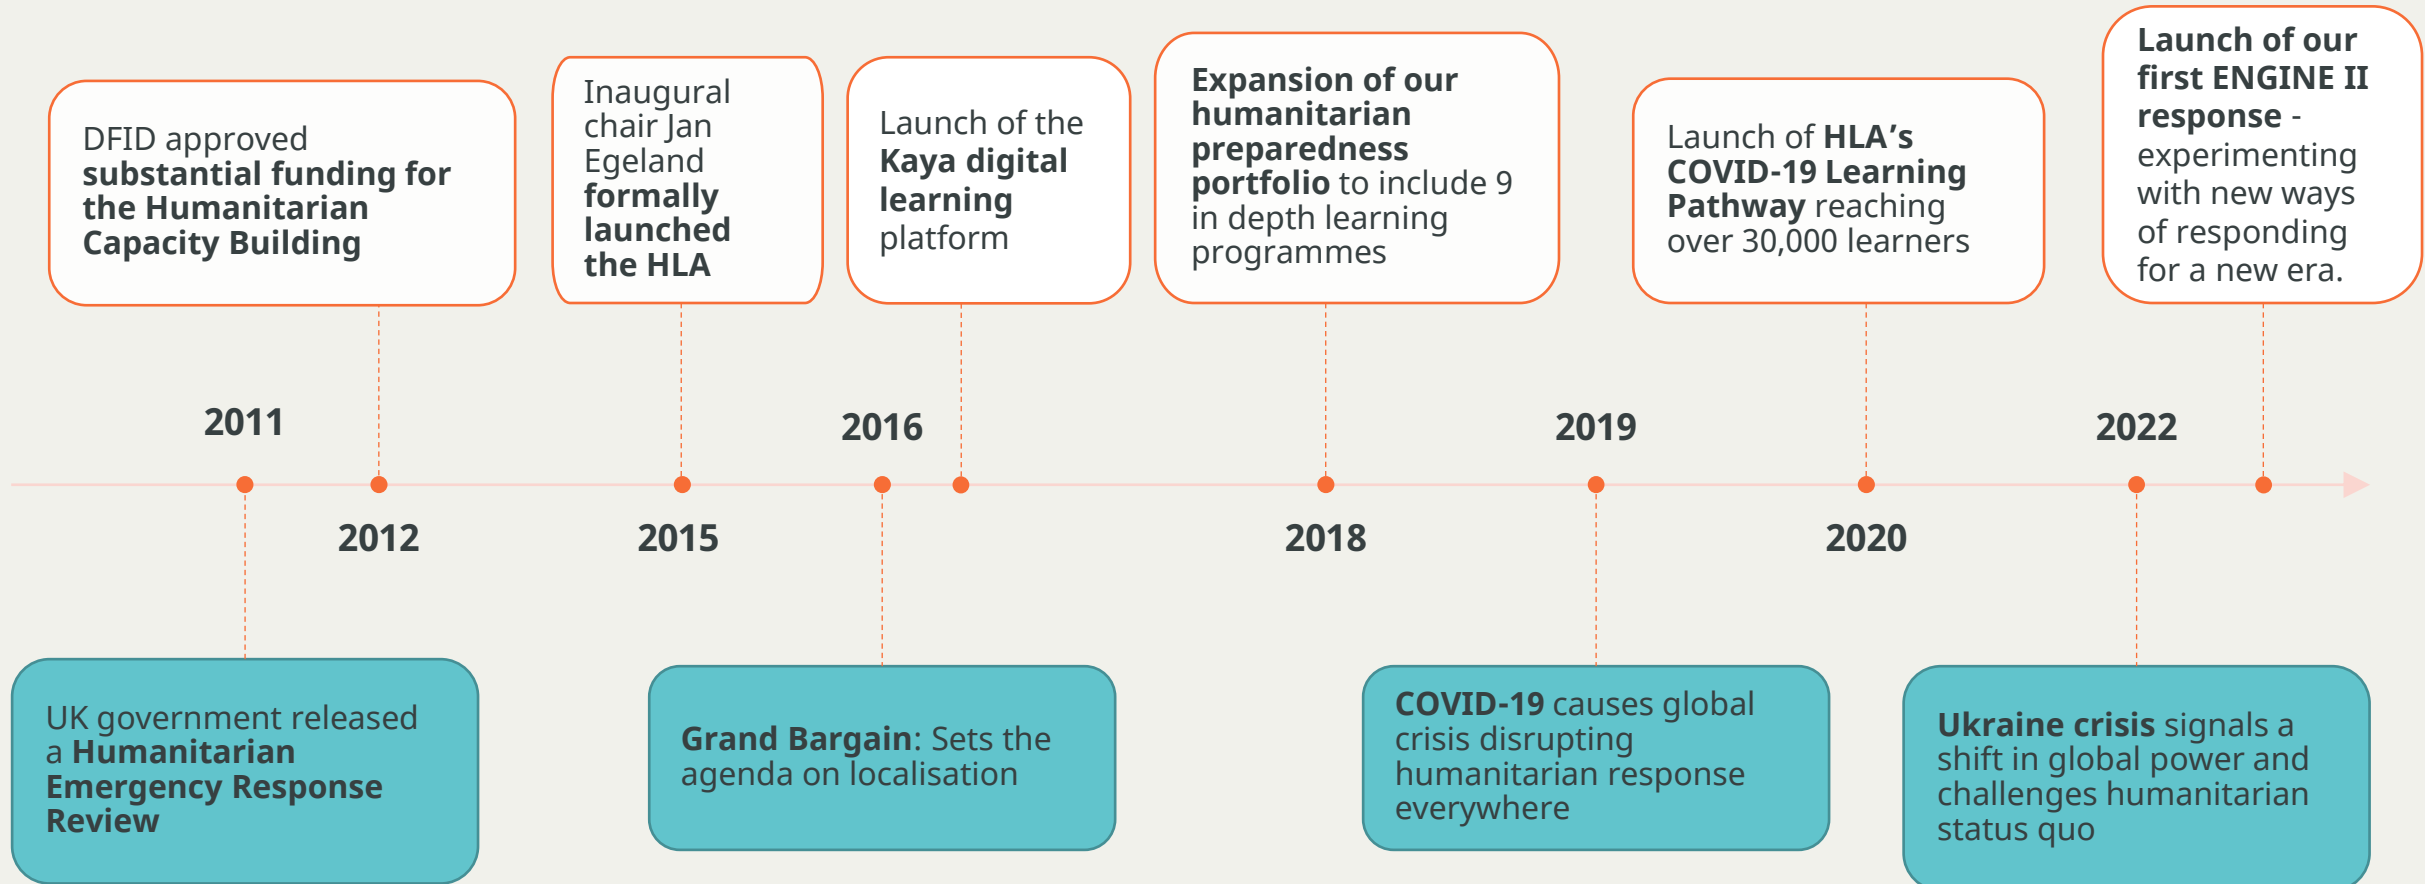 DFID approved
substantial funding for
the Humanitarian
Capacity Building
Inaugural
chair Jan
Egeland
formally
launched
the HLA
Launch of the
Kaya digital
learning
platform
Expansion of our
humanitarian
preparedness
portfolio to include 9
in depth learning
programmes
Launch of HLA’s
COVID-19 Learning
Pathway reaching
over 30,000 learners
Launch of our
first ENGINE II
response -
experimenting
with new ways
of responding
for a new era.
2011
2016
2019
2022
2012
2015
2018
2020
UK government released
a Humanitarian
Emergency Response
Review
Grand Bargain: Sets the
agenda on localisation
COVID-19 causes global
crisis disrupting
humanitarian response
everywhere
Ukraine crisis signals a
shift in global power and
challenges humanitarian
status quo